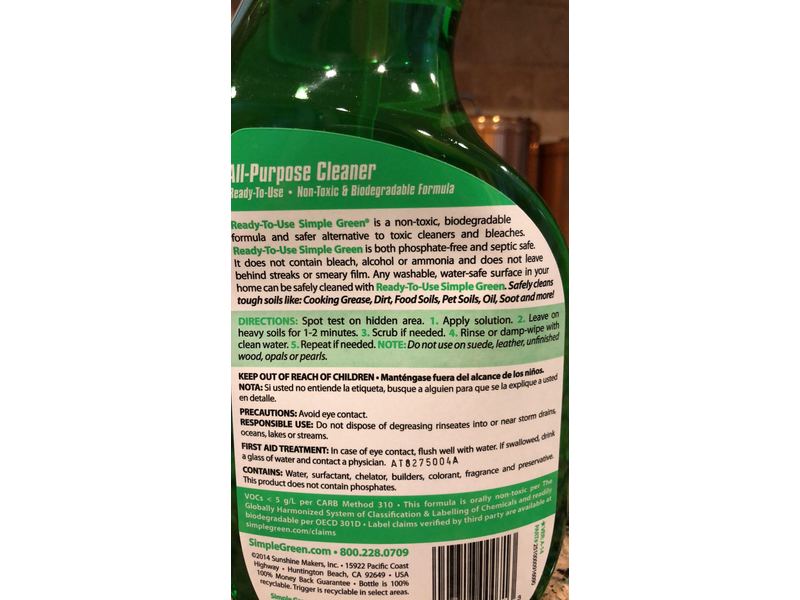 All-Purpose Cleaner
Ready-To-Use • Non-Toxic & Biodegradable Formula
Ready-To-Use Simple Green® is a non-toxic, biodegradable
formula and safer alternative to toxic cleaners and bleaches.
Ready-To-Use Simple Green is both phosphate-free and septic safe.
It does not contain bleach, alcohol or ammonia and does not leave
behind streaks or smeary film. Any washable, water-safe surface in your
home can be safely cleaned with Ready-To-Use Simple Green. Safely cleans
tough soils like: Cooking Grease, Dirt, Food Soils, Pet Soils, Oil, Soot and more!
DIRECTIONS: Spot test on hidden area. 1. Apply solution. 2. Leave on
heavy soils for 1-2 minutes. 3. Scrub if needed. 4. Rinse or damp-wipe with
clean water. 5. Repeat if needed. NOTE: Do not use on suede, leather, unfinished
wood, opals or pearls.
KEEP OUT OF REACH OF CHILDREN • Manténgase fuera del alcance de los niños.
NOTA: Si usted no entiende la etiqueta, busque a alguien para que se la explique a usted
en detalle.
PRECAUTIONS: Avoid eye contact.
RESPONSIBLE USE: Do not dispose of degreasing rinseates into or near storm drains,
oceans, lakes or streams.
FIRST AID TREATMENT: In case of eye contact, flush well with water. If swallowed, drink
a glass of water and contact a physician. AT8275004A
CONTAINS: Water, surfactant, chelator, builders, colorant, fragrance and preservative.
This product does not contain phosphates.
VOCs < 5 g/L per CARB Method 310 • This formula is orally non-toxic per The
Globally Harmonized System of Classification & Labelling of Chemicals and readily
biodegradable per OECD 301D • Label claims verified by third party are available at
simplegreen.com/claims
SimpleGreen.com • 800.228.0709
©2014 Sunshine Makers, Inc. • 15922 Pacific Coast
Highway • Huntington Beach, CA 92649 • USA
100% Money Back Guarantee • Bottle is 100%
recyclable. Trigger is recyclable in select areas.